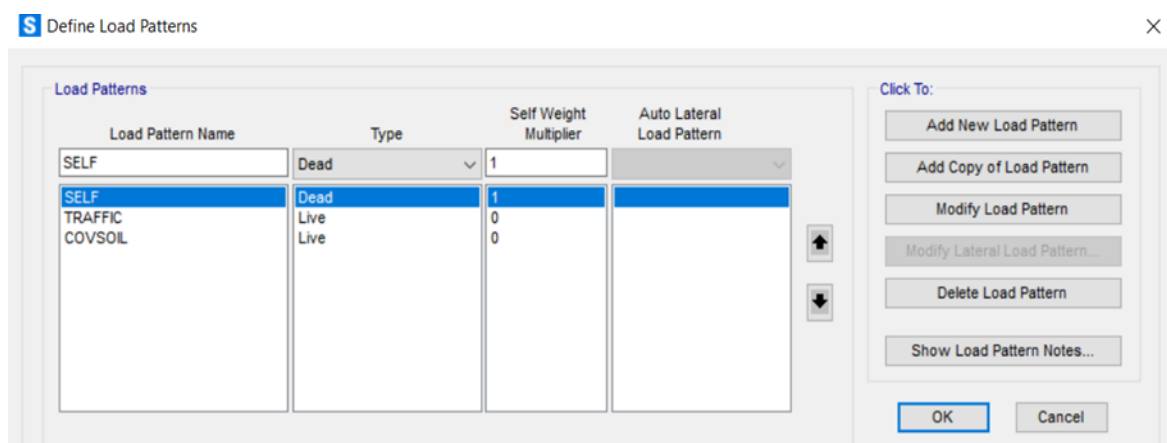 S Define Load Patterns
Load Patterns
Click To:
Load Pattern Name Type Self Weight Multiplier Auto Lateral Load Pattern
SELF Dead 1
SELF Dead 1
TRAFFIC Live 0
COVSOIL Live 0
Add New Load Pattern
Add Copy of Load Pattern
Modify Load Pattern
Modify Lateral Load Pattern...
Delete Load Pattern
Show Load Pattern Notes...
OK Cancel